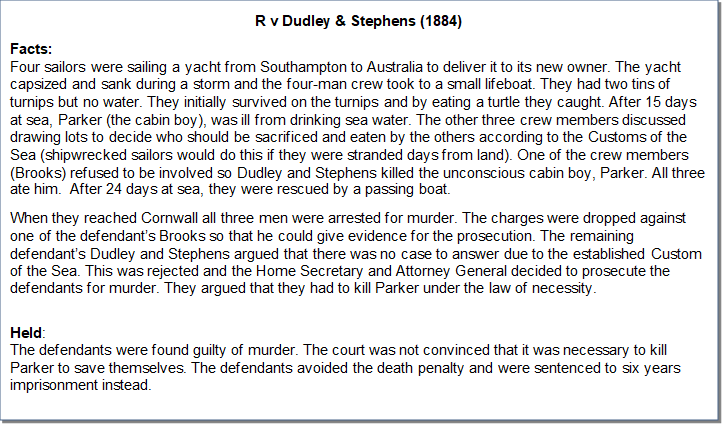 R v Dudley & Stephens (1884)
Facts:
Four sailors were sailing a yacht from Southampton to Australia to deliver it to its new owner. The yacht
capsized and sank during a storm and the four-man crew took to a small lifeboat. They had two tins of
turnips but no water. They initially survived on the turnips and by eating a turtle they caught. After 15 days
at sea, Parker (the cabin boy), was ill from drinking sea water. The other three crew members discussed
drawing lots to decide who should be sacrificed and eaten by the others according to the Customs of the
Sea (shipwrecked sailors would do this if they were stranded days from land). One of the crew members
(Brooks) refused to be involved so Dudley and Stephens killed the unconscious cabin boy, Parker. All three
ate him. After 24 days at sea, they were rescued by a passing boat.
When they reached Cornwall all three men were arrested for murder. The charges were dropped against
one of the defendant's Brooks so that he could give evidence for the prosecution. The remaining
defendant's Dudley and Stephens argued that there was no case to answer due to the established Custom
of the Sea. This was rejected and the Home Secretary and Attorney General decided to prosecute the
defendants for murder. They argued that they had to kill Parker under the law of necessity.
Held:
The defendants were found guilty of murder. The court was not convinced that it was necessary to kill
Parker to save themselves. The defendants avoided the death penalty and were sentenced to six years
imprisonment instead.